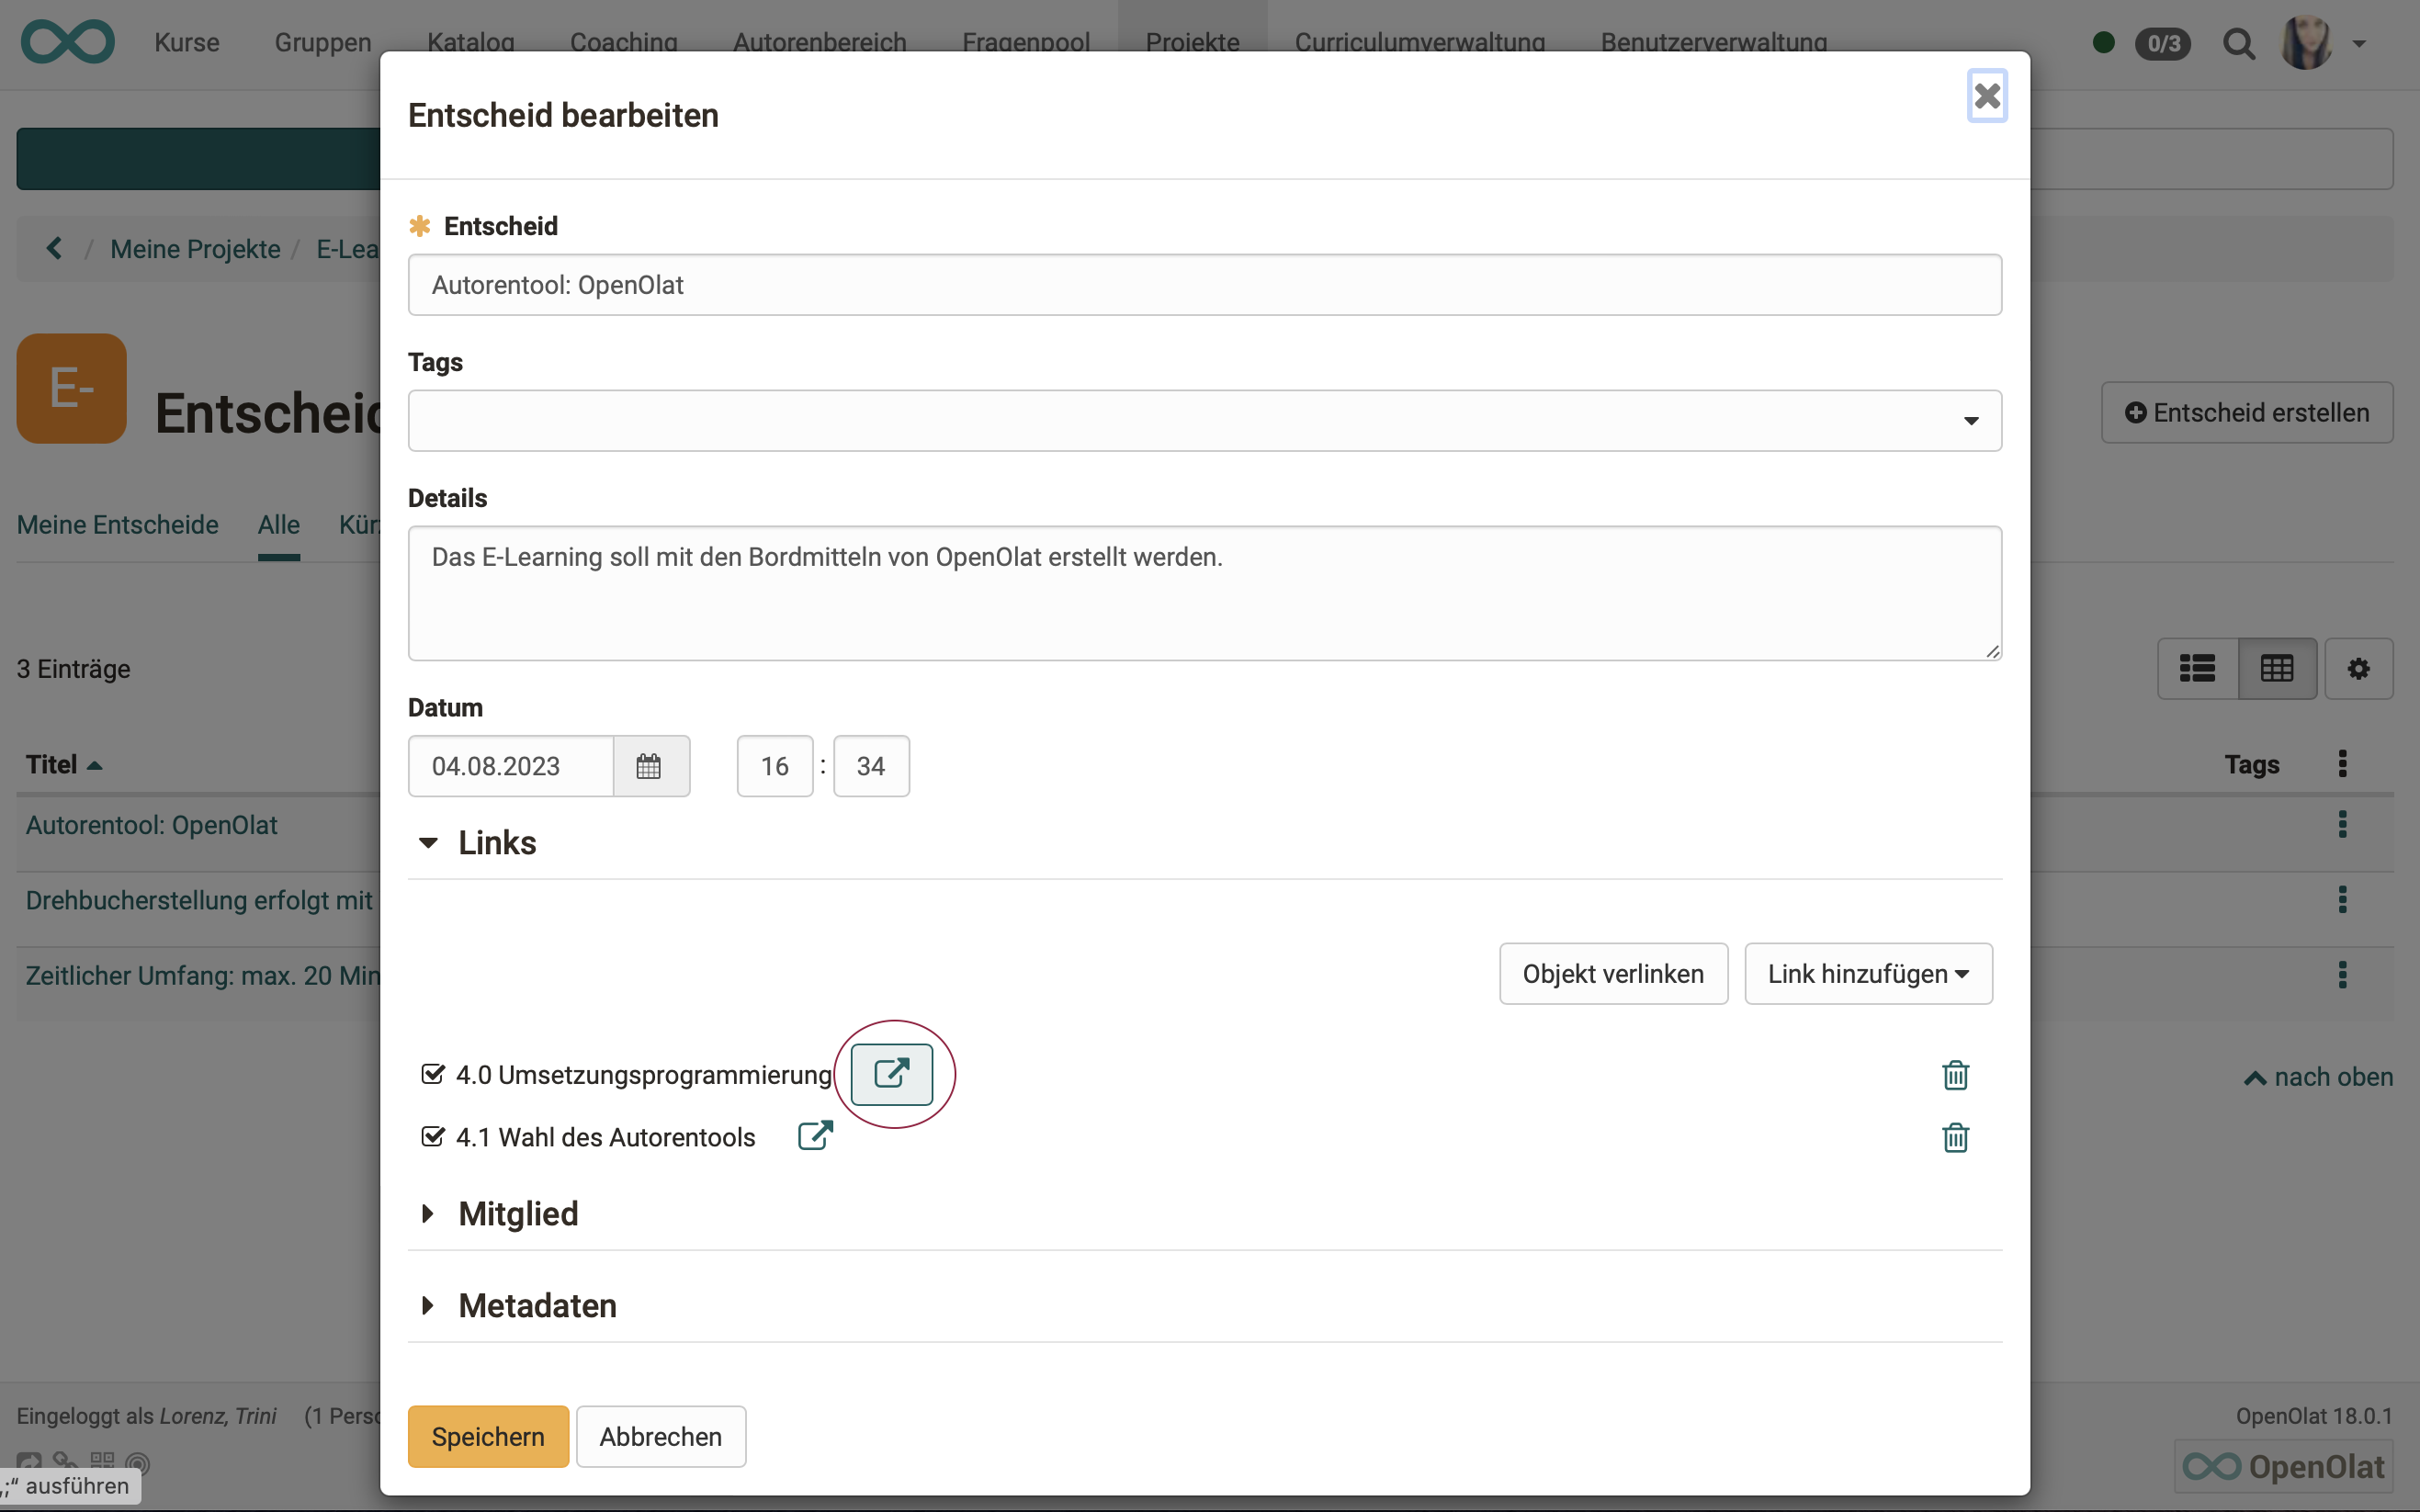 Kurse Gruppen Katalog Coaching Autorenbereich Fragenpool Projekte Curriculumverwaltung Benutzerverwaltung 0/3
/ Meine Projekte / E-Lea
E-
Entscheid
Entscheid erstellen
Meine Entscheide Alle Kür
3 Einträge
Titel Tags
Autorentool: OpenOlat
Drehbucherstellung erfolgt mit
Zeitlicher Umfang: max. 20 Min
nach oben
Entscheid bearbeiten
Entscheid
Autorentool: OpenOlat
Tags
Details
Das E-Learning soll mit den Bordmitteln von OpenOlat erstellt werden.
Datum
04.08.2023 16 : 34
Links
Objekt verlinken Link hinzufügen
4.0 Umsetzungsprogrammierung
4.1 Wahl des Autorentools
Mitglied
Metadaten
Speichern Abbrechen
Eingeloggt als Lorenz, Trini (1 Perso
OpenOlat 18.0.1
OpenOlat
;“ ausführen